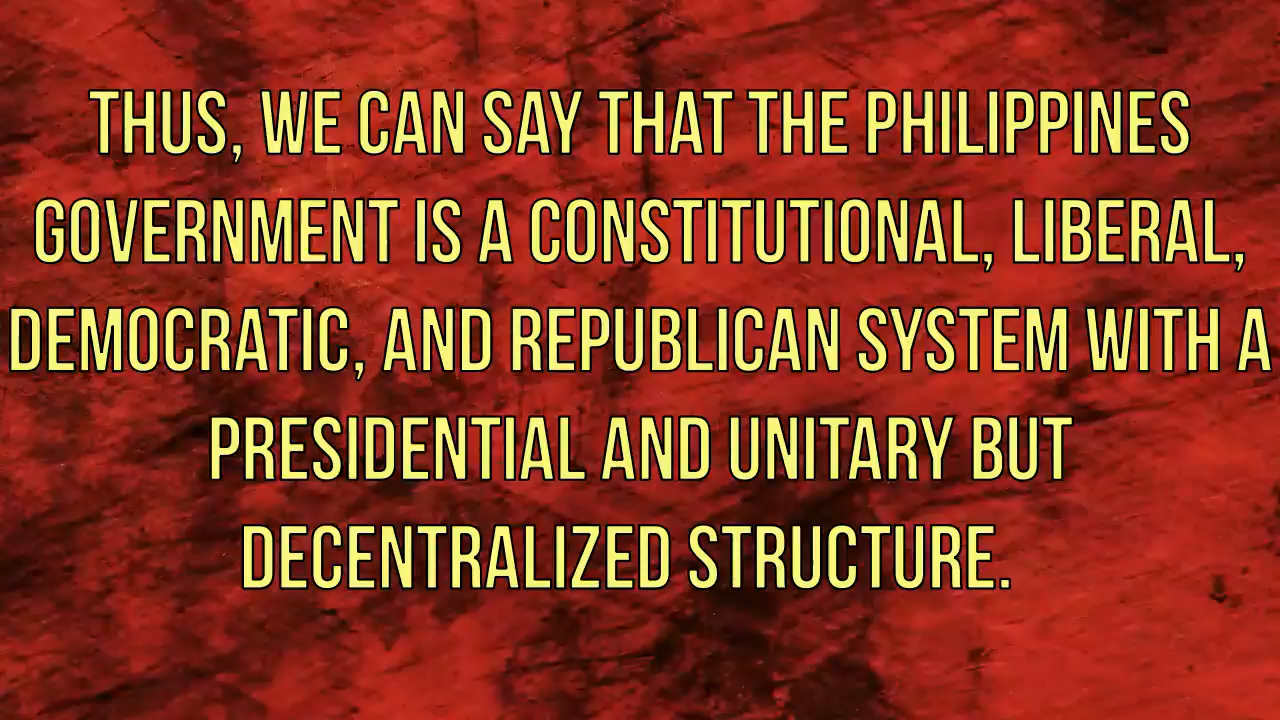 THUS, WE CAN SAY THAT THE PHILIPPINES
GOVERNMENT IS A CONSTITUTIONAL, LIBERAL,
DEMOCRATIC, AND REPUBLICAN SYSTEM WITH A
PRESIDENTIAL AND UNITARY BUT
DECENTRALIZED STRUCTURE.